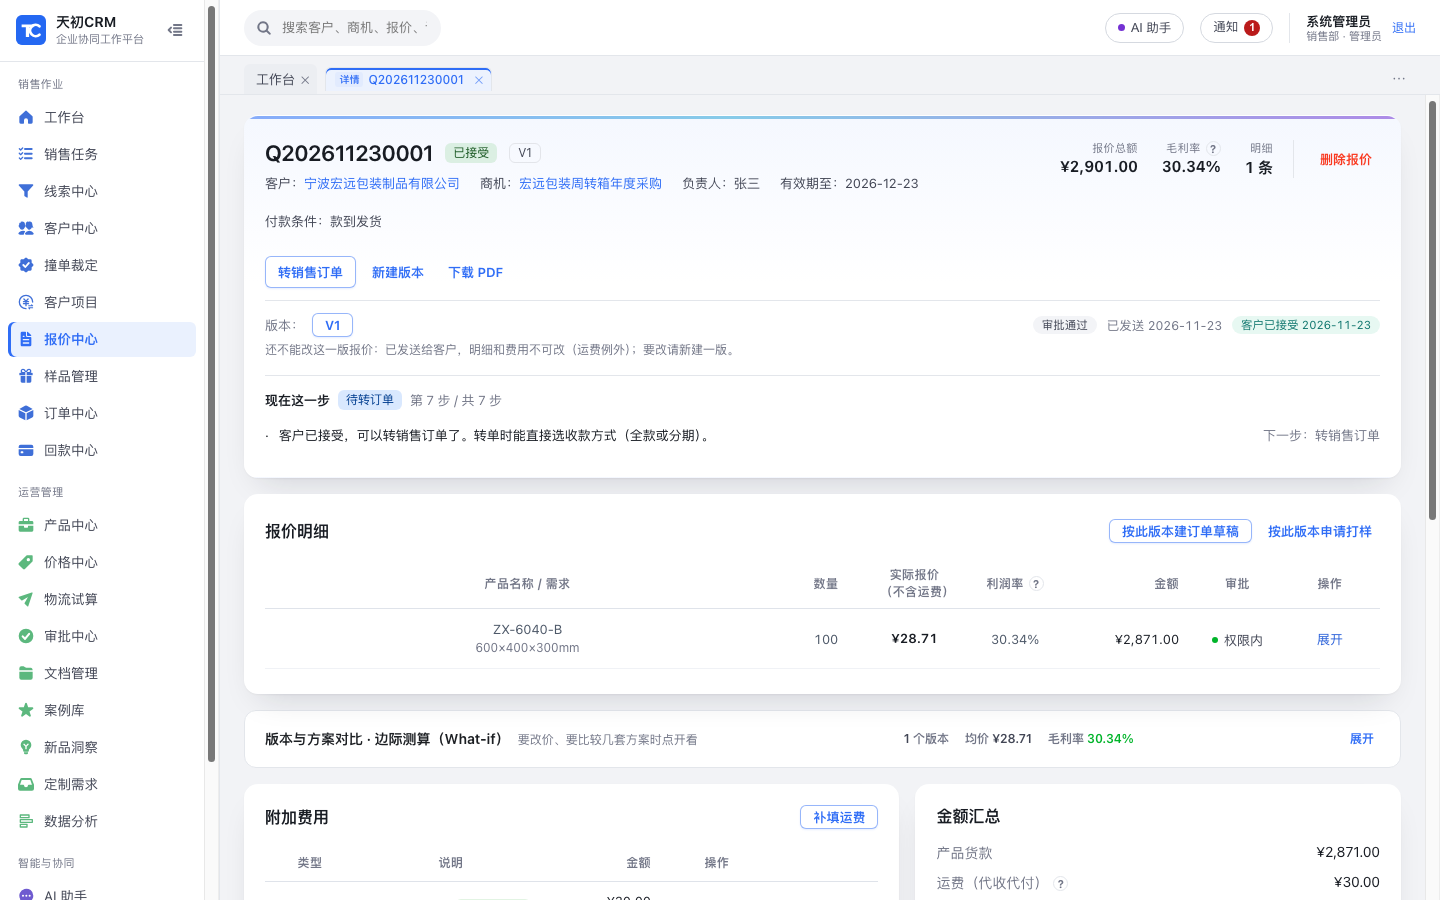 天初CRM
企业协同工作平台
销售作业
工作台
销售任务
线索中心
客户中心
撞单裁定
客户项目
报价中心
样品管理
订单中心
回款中心
运营管理
产品中心
价格中心
物流试算
审批中心
文档管理
案例库
新品洞察
定制需求
数据分析
智能与协同
AI 助手
搜索客户、商机、报价、
AI 助手
通知 1
系统管理员
销售部 · 管理员
退出
工作台
详情 Q202611230001
Q202611230001 已接受 V1
报价总额 毛利率 ? 明细
¥2,901.00 30.34% 1 条
删除报价
客户：宁波宏远包装制品有限公司 商机：宏远包装周转箱年度采购 负责人：张三 有效期至：2026-12-23
付款条件：款到发货
转销售订单 新建版本 下载 PDF
版本： V1 审批通过 已发送 2026-11-23 客户已接受 2026-11-23
还不能改这一版报价：已发送给客户，明细和费用不可改（运费例外）；要改请新建一版。
现在这一步 待转订单 第 7 步 / 共 7 步
· 客户已接受，可以转销售订单了。转单时能直接选收款方式（全款或分期）。 下一步：转销售订单
报价明细 按此版本建订单草稿 按此版本申请打样
产品名称 / 需求 数量 实际报价（不含运费） 利润率 ? 金额 审批 操作
ZX-6040-B
600×400×300mm
100 ¥28.71 30.34% ¥2,871.00 权限内 展开
版本与方案对比 · 边际测算（What-if） 要改价、要比较几套方案时点开看 1 个版本 均价 ¥28.71 毛利率 30.34% 展开
附加费用 补填运费
类型 说明 金额 操作
¥30.00
金额汇总
产品货款 ¥2,871.00
运费（代收代付） ? ¥30.00